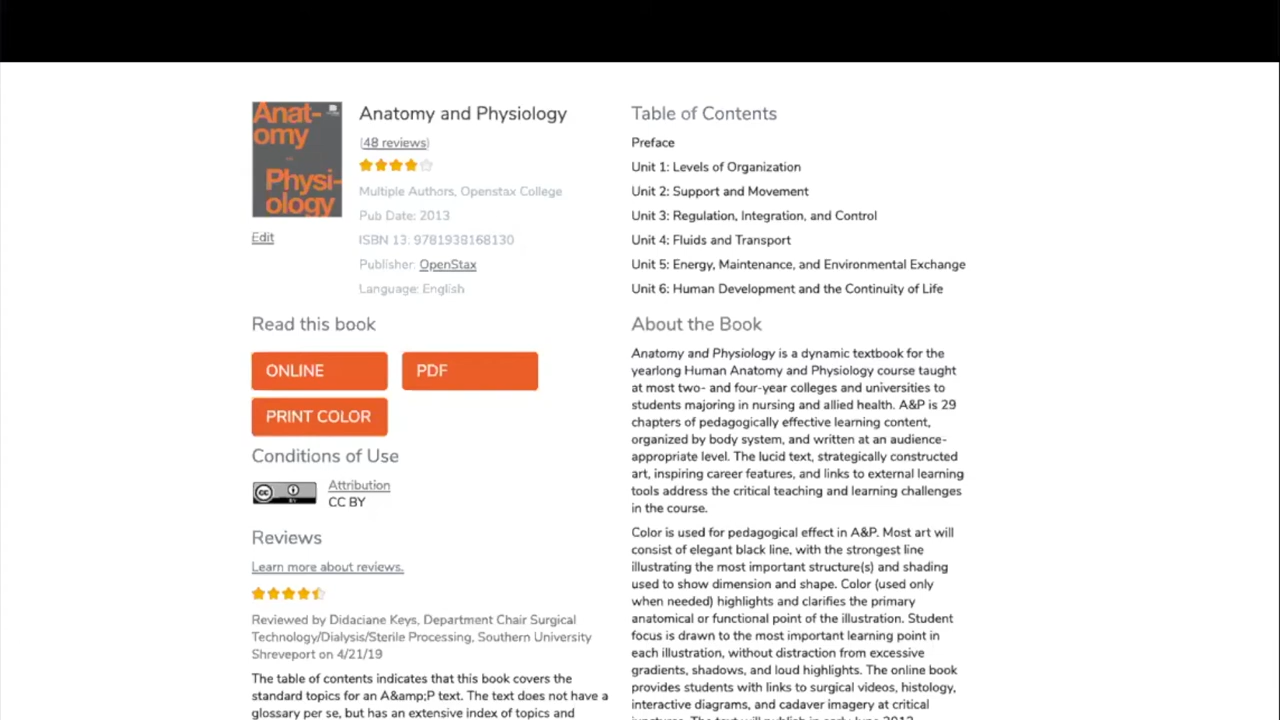 Anat-
omy
Physi-
ology
Edit
Anatomy and Physiology
(48 reviews)
Multiple Authors, Openstax College
Pub Date: 2013
ISBN 13: 9781938168130
Publisher: OpenStax
Language: English
Read this book
ONLINE
PDF
PRINT COLOR
Conditions of Use
cc
BY
Attribution
CC BY
Reviews
Learn more about reviews.
Reviewed by Didaciane Keys, Department Chair Surgical
Technology/Dialysis/Sterile Processing, Southern University
Shreveport on 4/21/19
The table of contents indicates that this book covers the
standard topics for an A&amp;P text. The text does not have a
glossary per se, but has an extensive index of topics and
Table of Contents
Preface
Unit 1: Levels of Organization
Unit 2: Support and Movement
Unit 3: Regulation, Integration, and Control
Unit 4: Fluids and Transport
Unit 5: Energy, Maintenance, and Environmental Exchange
Unit 6: Human Development and the Continuity of Life
About the Book
Anatomy and Physiology is a dynamic textbook for the
yearlong Human Anatomy and Physiology course taught
at most two- and four-year colleges and universities to
students majoring in nursing and allied health. A&P is 29
chapters of pedagogically effective learning content,
organized by body system, and written at an audience-
appropriate level. The lucid text, strategically constructed
art, inspiring career features, and links to external learning
tools address the critical teaching and learning challenges
in the course.
Color is used for pedagogical effect in A&P. Most art will
consist of elegant black line, with the strongest line
illustrating the most important structure(s) and shading
used to show dimension and shape. Color (used only
when needed) highlights and clarifies the primary
anatomical or functional point of the illustration. Student
focus is drawn to the most important learning point in
each illustration, without distraction from excessive
gradients, shadows, and loud highlights. The online book
provides students with links to surgical videos, histology,
interactive diagrams, and cadaver imagery at critical
junctures. The text will publish in early June 2013.